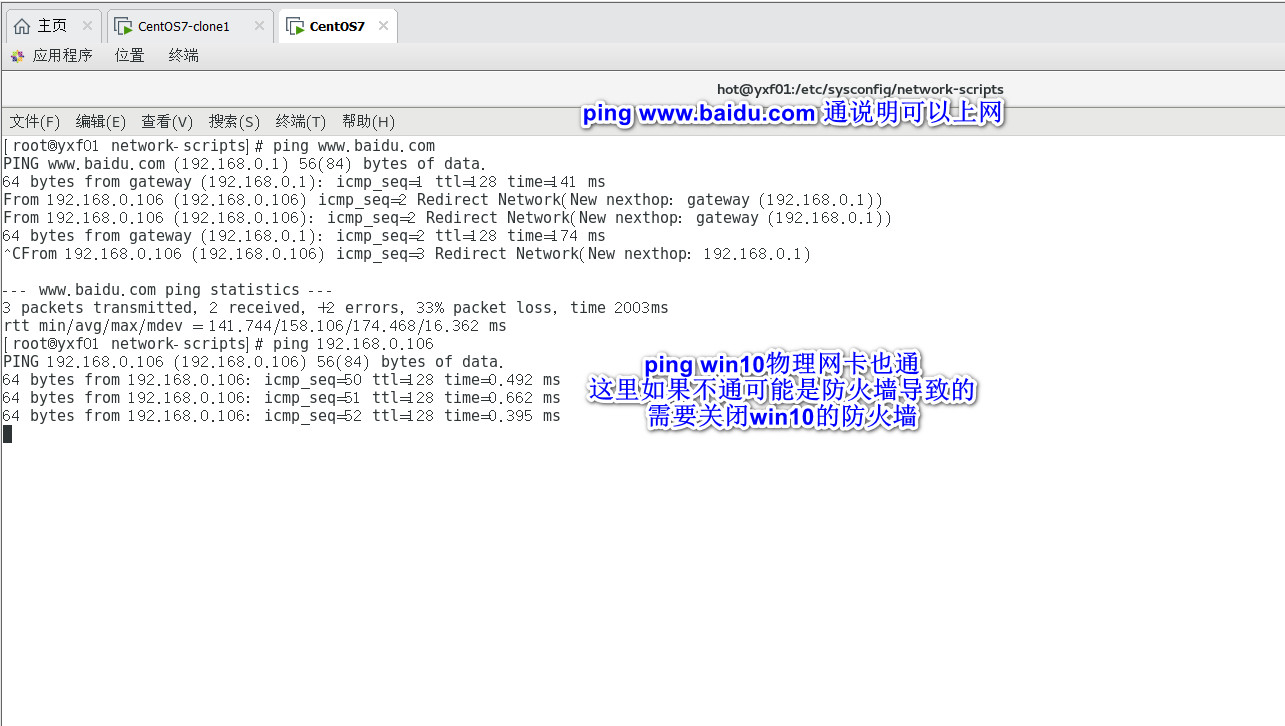 主页
CentOS7-clone1
CentOS7
应用程序 位置 终端
hot@yxf01:/etc/sysconfig/network-scripts
ping www.baidu.com 通说明可以上网
文件(F) 编辑(E) 查看(V) 搜索(S) 终端(T) 帮助(H)
[root@yxf01 network-scripts]# ping www.baidu.com
PING www.baidu.com (192.168.0.1) 56(84) bytes of data.
64 bytes from gateway (192.168.0.1): icmp_seq=1 ttl=128 time=141 ms
From 192.168.0.106 (192.168.0.106) icmp_seq=2 Redirect Network(New nexthop: gateway (192.168.0.1))
From 192.168.0.106 (192.168.0.106): icmp_seq=2 Redirect Network(New nexthop: gateway (192.168.0.1))
64 bytes from gateway (192.168.0.1): icmp_seq=2 ttl=128 time=174 ms
^CFrom 192.168.0.106 (192.168.0.106) icmp_seq=3 Redirect Network(New nexthop: 192.168.0.1)
--- www.baidu.com ping statistics ---
3 packets transmitted, 2 received, +2 errors, 33% packet loss, time 2003ms
rtt min/avg/max/mdev = 141.744/158.106/174.468/16.362 ms
[root@yxf01 network-scripts]# ping 192.168.0.106
PING 192.168.0.106 (192.168.0.106) 56(84) bytes of data.
64 bytes from 192.168.0.106: icmp_seq=50 ttl=128 time=0.492 ms
64 bytes from 192.168.0.106: icmp_seq=51 ttl=128 time=0.362 ms
64 bytes from 192.168.0.106: icmp_seq=52 ttl=128 time=0.395 ms
ping win10物理网卡也通
这里如果不通可能是防火墙导致的
需要关闭win10的防火墙